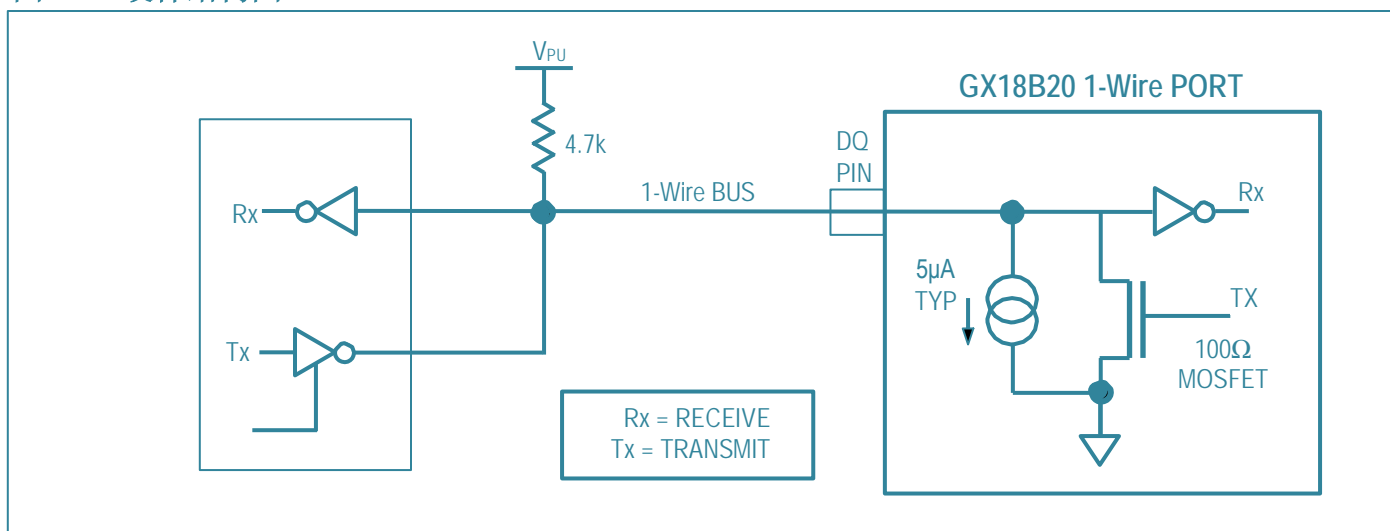 VPU
GX18B20 1-Wire PORT
4.7k
DQ
PIN
1-Wire BUS
Rx
Rx
5µA
TYP
TX
Tx
100Ω
MOSFET
Rx = RECEIVE
Tx = TRANSMIT